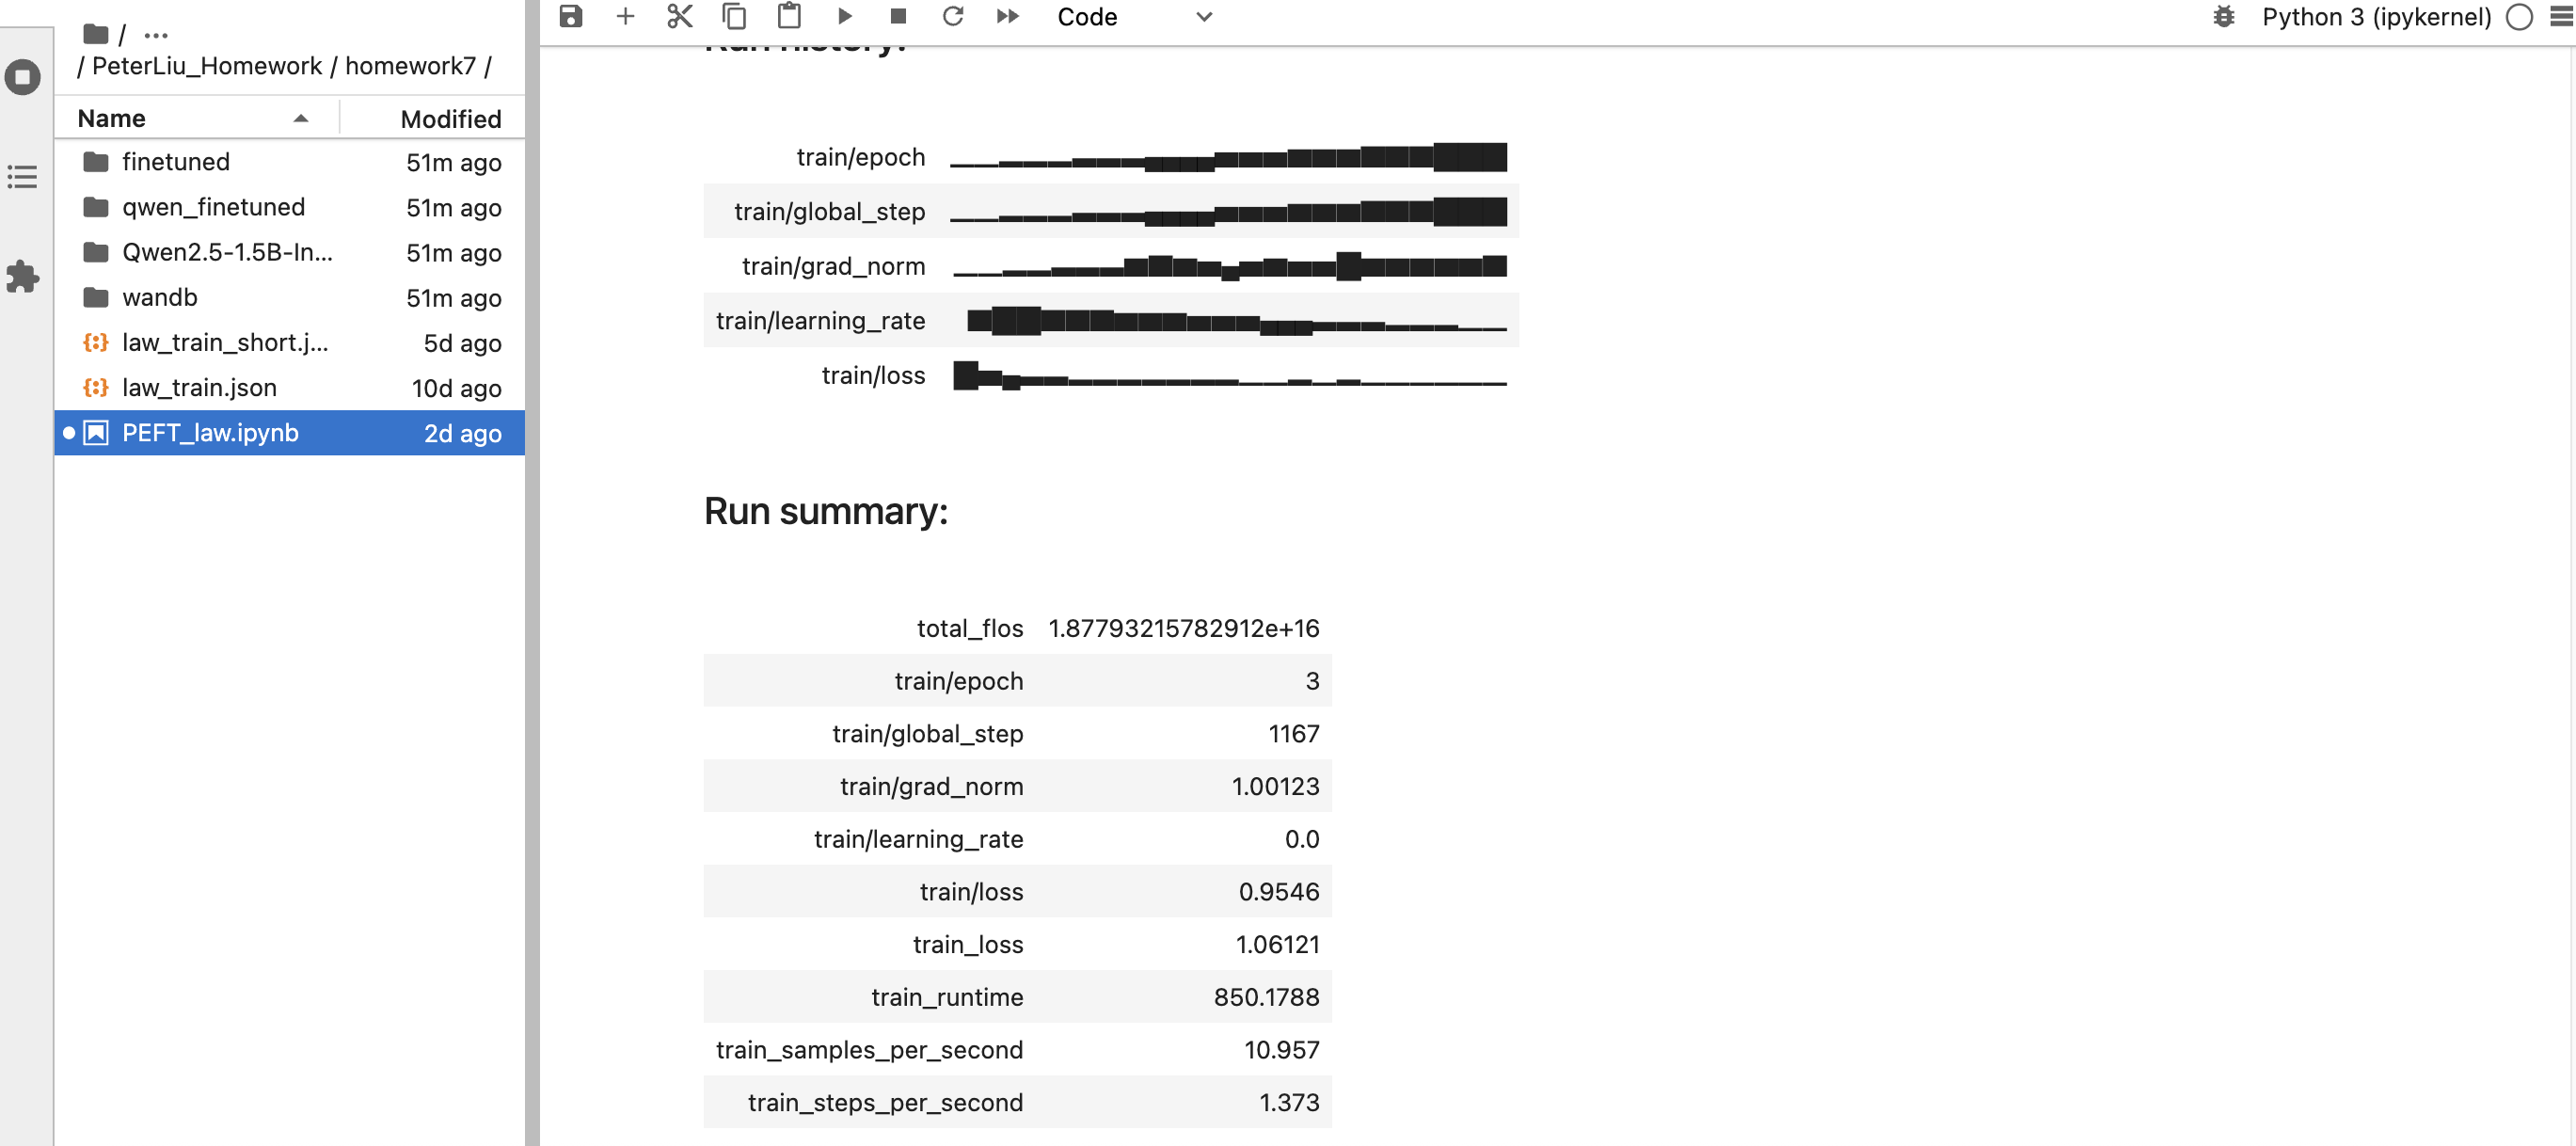 / ...
/ PeterLiu_Homework / homework7 /
Name Modified
finetuned 51m ago
qwen_finetuned 51m ago
Qwen2.5-1.5B-In... 51m ago
wandb 51m ago
law_train_short.j... 5d ago
law_train.json 10d ago
PEFT_law.ipynb 2d ago
Code
Python 3 (ipykernel)
Run history:
train/epoch
train/global_step
train/grad_norm
train/learning_rate
train/loss
Run summary:
total_flos 1.87793215782912e+16
train/epoch 3
train/global_step 1167
train/grad_norm 1.00123
train/learning_rate 0.0
train/loss 0.9546
train_loss 1.06121
train_runtime 850.1788
train_samples_per_second 10.957
train_steps_per_second 1.373